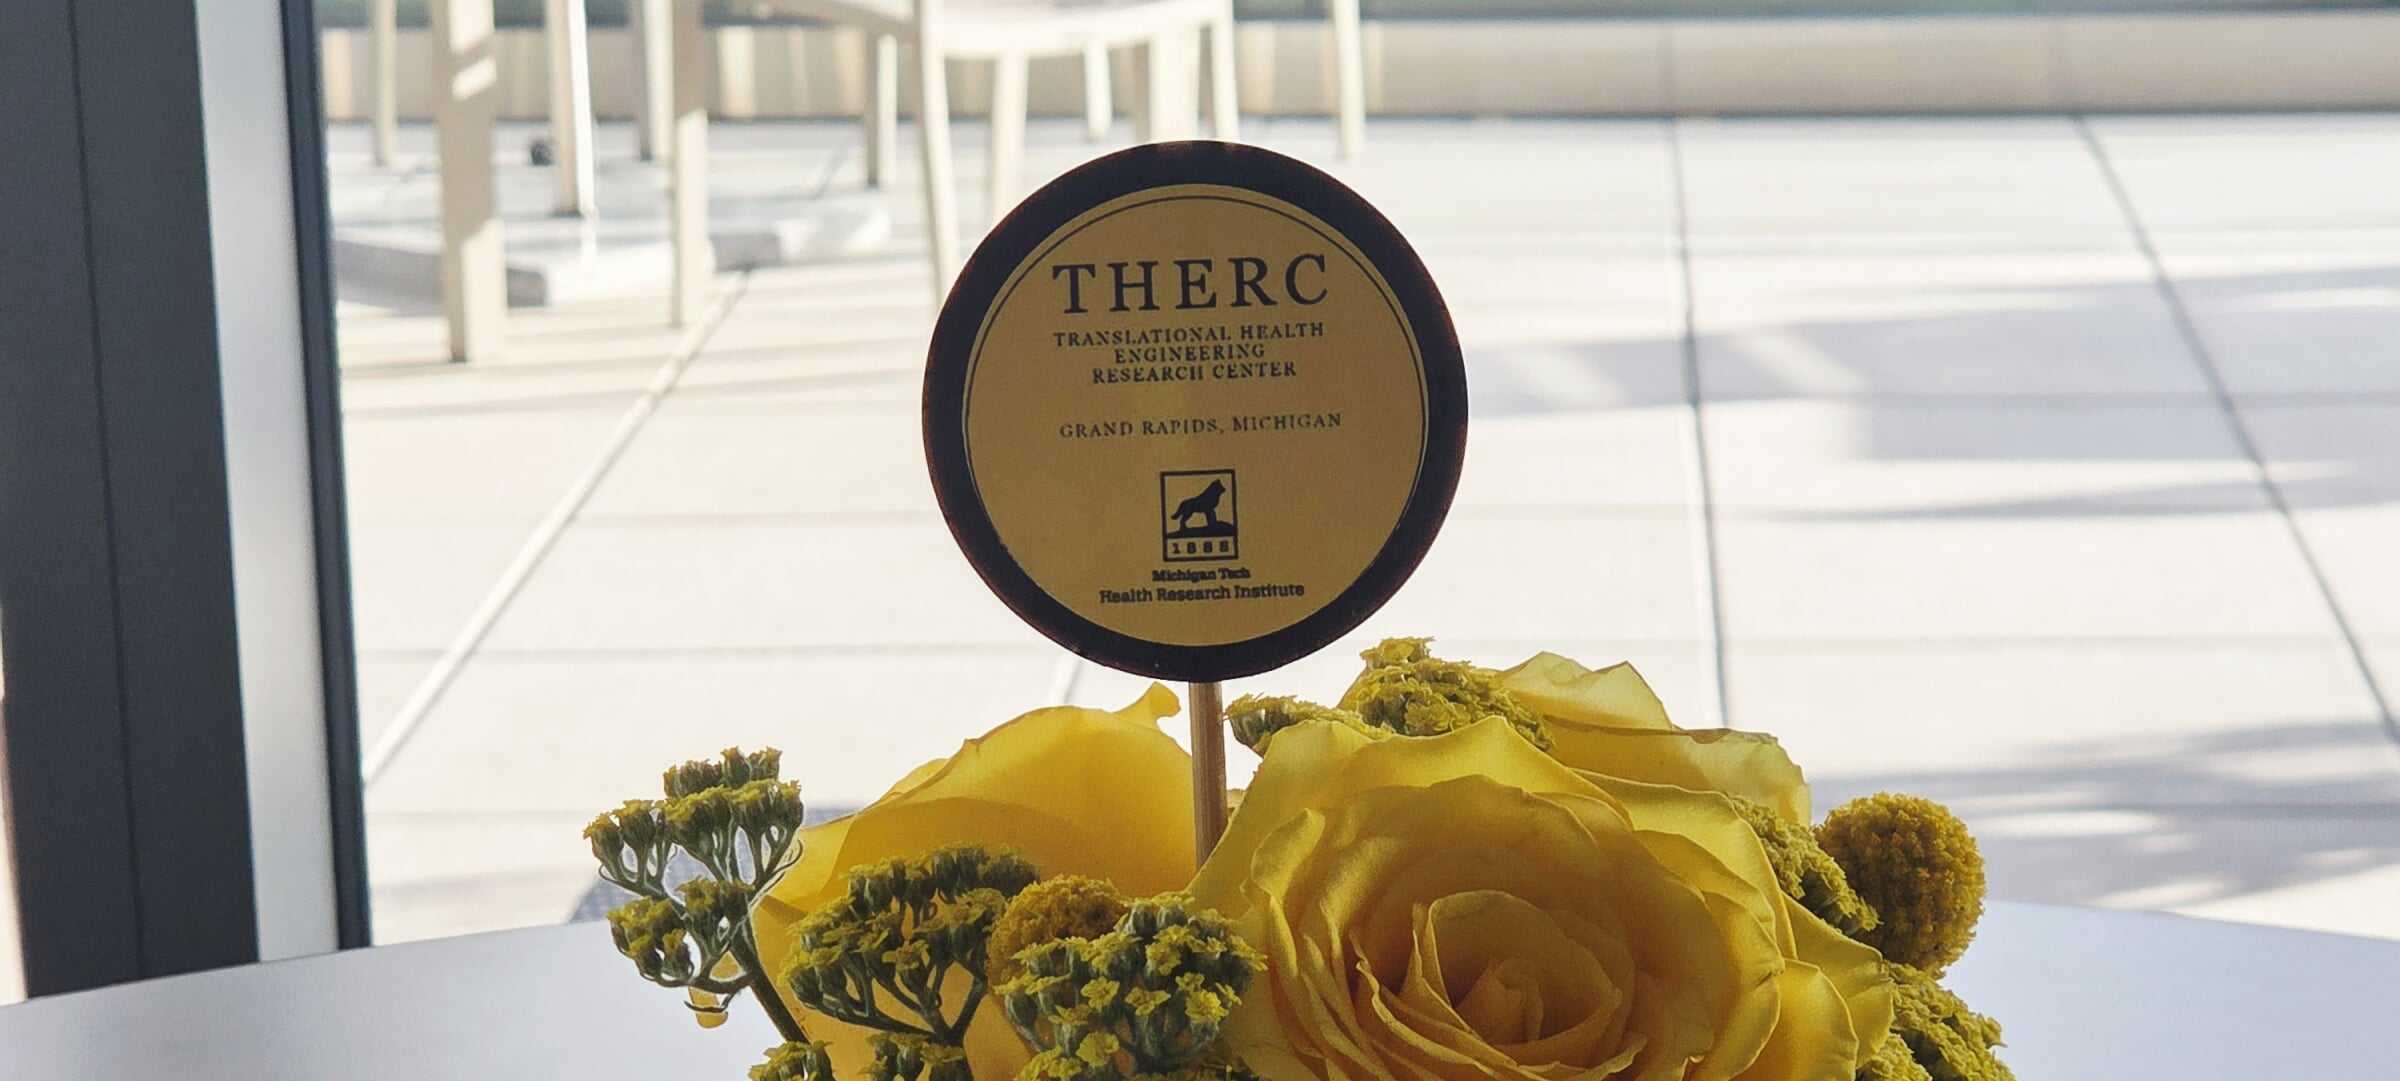 THERC
TRANSLATIONAL HEALTH
ENGINEERING
RESEARCH CENTER
GRAND RAPIDS, MICHIGAN
1885
Michigan Tech
Health Research Institute